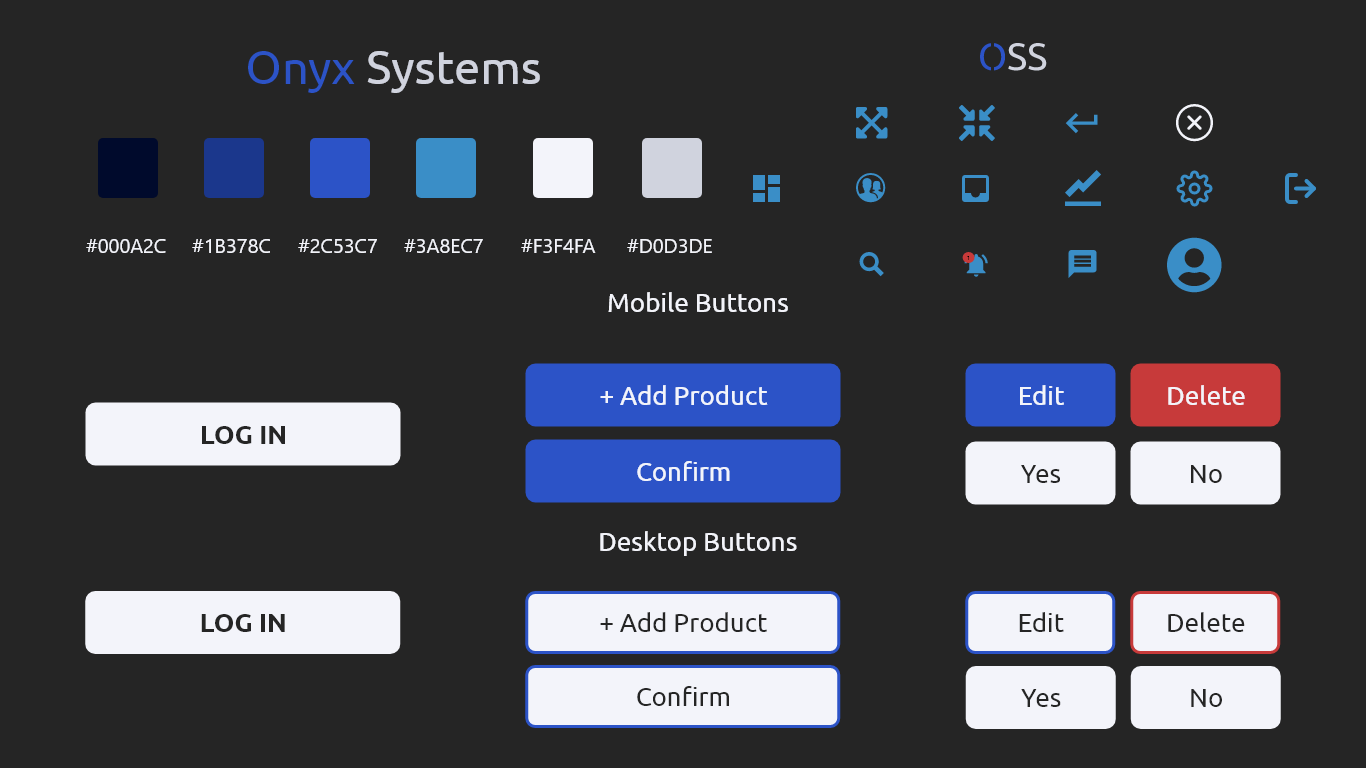 Onyx Systems
OSS
#000A2C #1B378C #2C53C7 #3A8EC7 #F3F4FA #D0D3DE
Mobile Buttons
LOG IN
+ Add Product
Confirm
Edit Delete
Yes No
Desktop Buttons
LOG IN
+ Add Product
Confirm
Edit Delete
Yes No